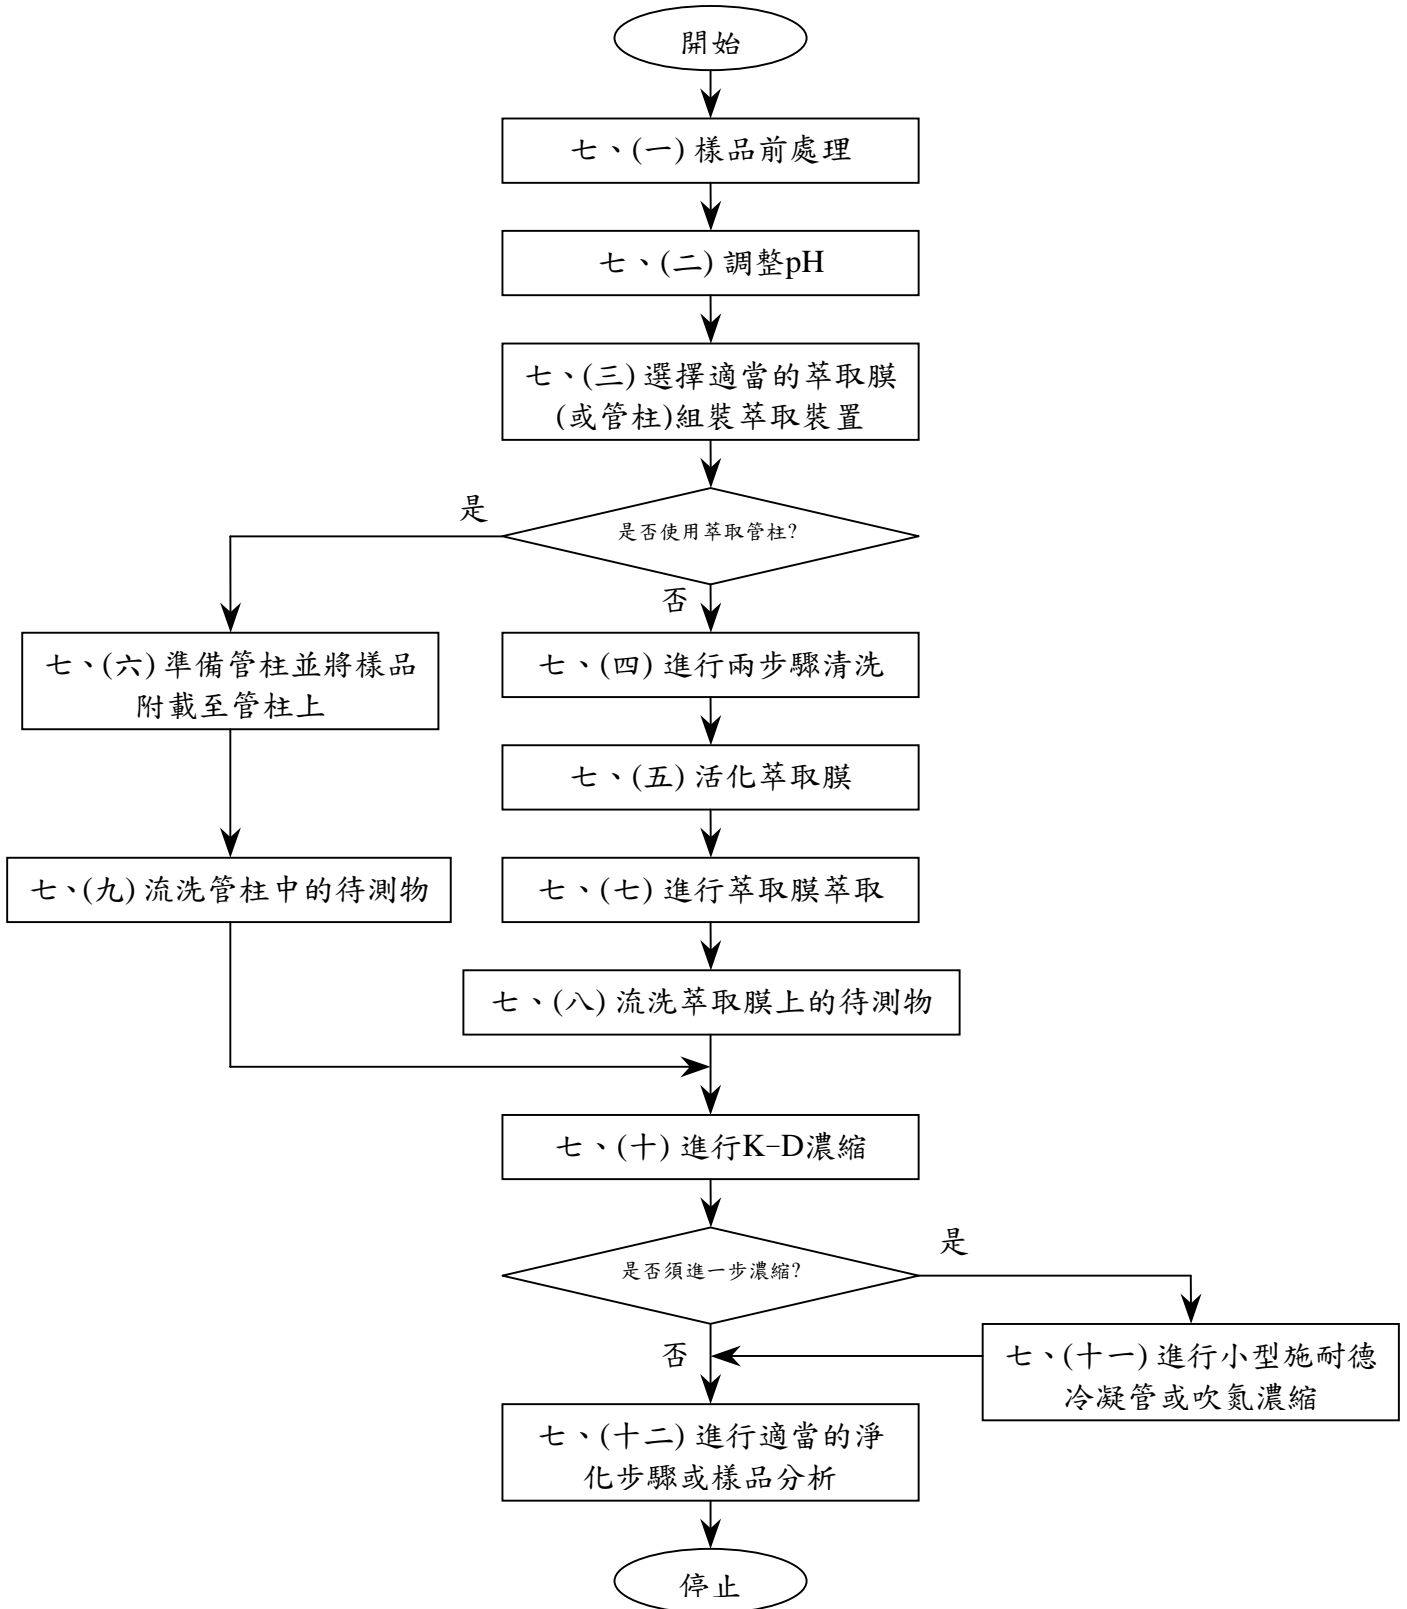 開始
七、(一) 樣品前處理
七、(二) 調整pH
七、(三) 選擇適當的萃取膜
(或管柱)組裝萃取裝置
是
是否使用萃取管柱?
否
七、(六) 準備管柱並將樣品
附載至管柱上
七、(四) 進行兩步驟清洗
七、(五) 活化萃取膜
七、(九) 流洗管柱中的待測物
七、(七) 進行萃取膜萃取
七、(八) 流洗萃取膜上的待測物
七、(十) 進行K-D濃縮
是
是否須進一步濃縮?
否
七、(十一) 進行小型施耐德
冷凝管或吹氮濃縮
七、(十二) 進行適當的淨
化步驟或樣品分析
停止